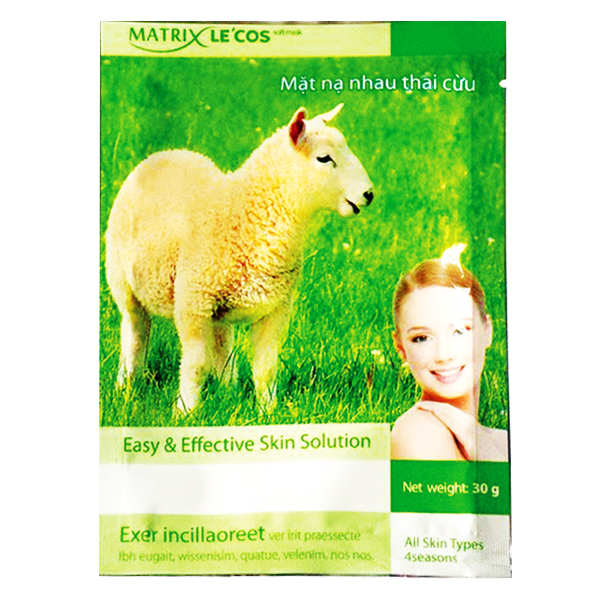 MATRIX LE'COS soft mask
Mặt nạ nhau thai cừu
Easy & Effective Skin Solution
Net weight: 30 g
Exer incillaoreet ver irit praessecte
Ibh eugait, wissenisim, quatue, velenim, nos nos.
All Skin Types
4seasons